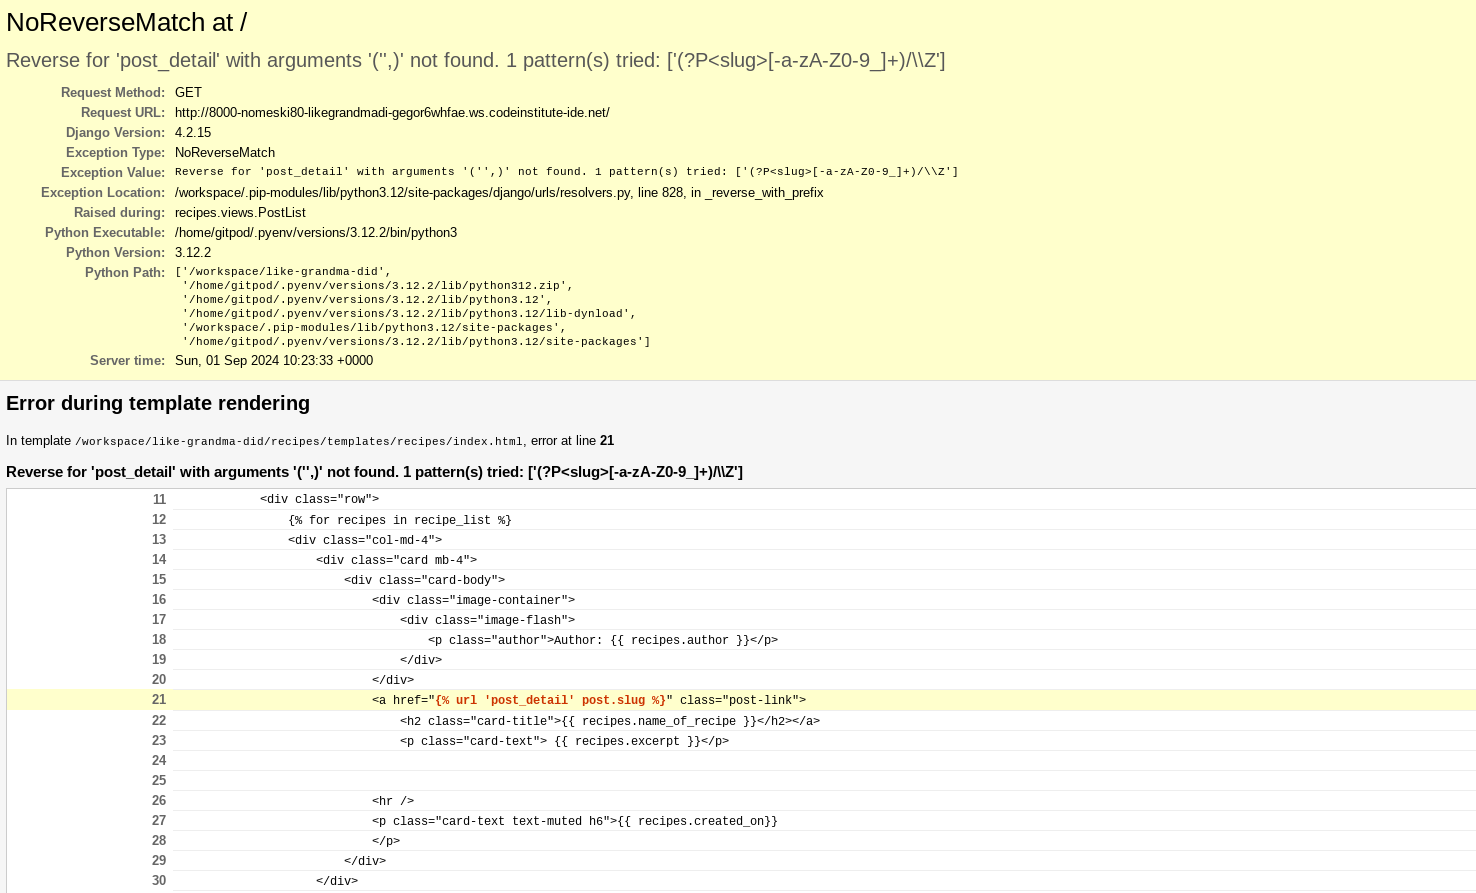 NoReverseMatch at /
Reverse for 'post_detail' with arguments '('',)' not found. 1 pattern(s) tried: ['(?P<slug>[-a-zA-Z0-9_]+)/\\Z']
Request Method: GET
Request URL: http://8000-nomeski80-likegrandmadi-gegor6whfae.ws.codeinstitute-ide.net/
Django Version: 4.2.15
Exception Type: NoReverseMatch
Exception Value: Reverse for 'post_detail' with arguments '('',)' not found. 1 pattern(s) tried: ['(?P<slug>[-a-zA-Z0-9_]+)/\\Z']
Exception Location: /workspace/.pip-modules/lib/python3.12/site-packages/django/urls/resolvers.py, line 828, in _reverse_with_prefix
Raised during: recipes.views.PostList
Python Executable: /home/gitpod/.pyenv/versions/3.12.2/bin/python3
Python Version: 3.12.2
Python Path: ['/workspace/like-grandma-did',
'/home/gitpod/.pyenv/versions/3.12.2/lib/python312.zip',
'/home/gitpod/.pyenv/versions/3.12.2/lib/python3.12',
'/home/gitpod/.pyenv/versions/3.12.2/lib/python3.12/lib-dynload',
'/workspace/.pip-modules/lib/python3.12/site-packages',
'/home/gitpod/.pyenv/versions/3.12.2/lib/python3.12/site-packages']
Server time: Sun, 01 Sep 2024 10:23:33 +0000
Error during template rendering
In template /workspace/like-grandma-did/recipes/templates/recipes/index.html, error at line 21
Reverse for 'post_detail' with arguments '('',)' not found. 1 pattern(s) tried: ['(?P<slug>[-a-zA-Z0-9_]+)/\\Z']
11 <div class="row">
12 {% for recipes in recipe_list %}
13 <div class="col-md-4">
14 <div class="card mb-4">
15 <div class="card-body">
16 <div class="image-container">
17 <div class="image-flash">
18 <p class="author">Author: {{ recipes.author }}</p>
19 </div>
20 </div>
21 <a href="{% url 'post_detail' post.slug %}" class="post-link">
22 <h2 class="card-title">{{ recipes.name_of_recipe }}</h2></a>
23 <p class="card-text"> {{ recipes.excerpt }}</p>
24
25
26 <hr />
27 <p class="card-text text-muted h6">{{ recipes.created_on}}
28 </p>
29 </div>
30 </div>